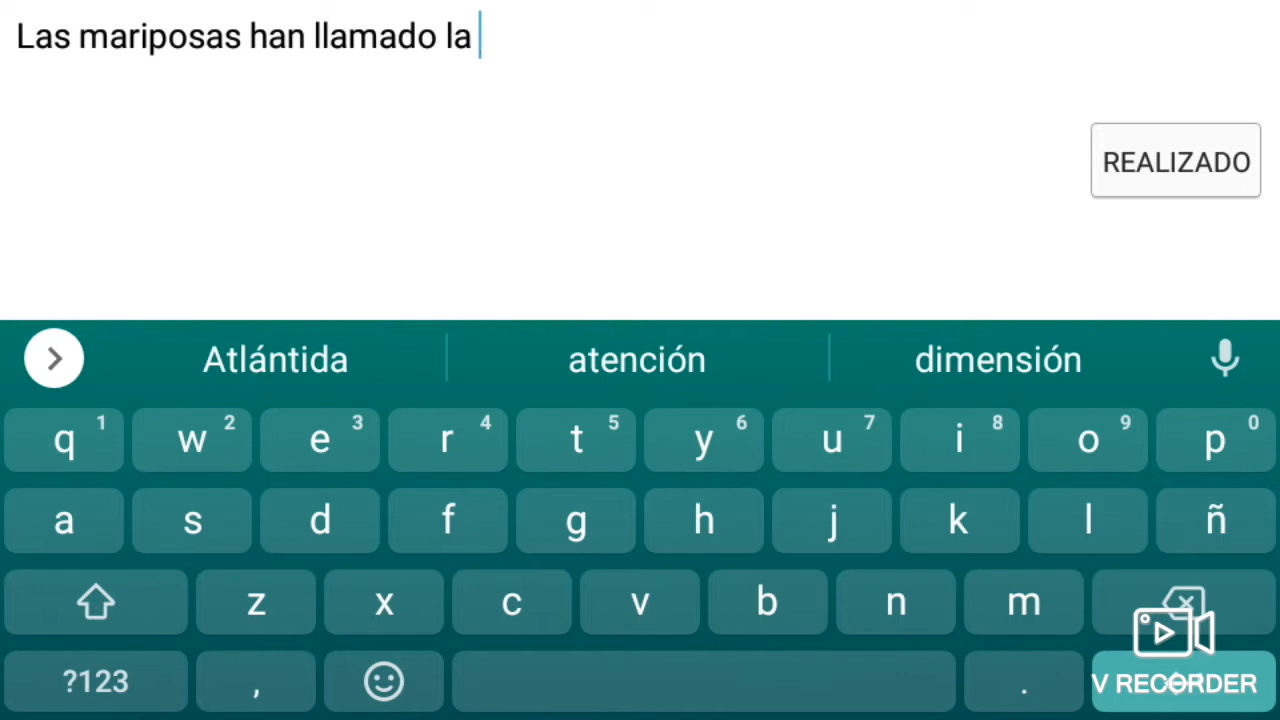 Las mariposas han llamado la
REALIZADO
Atlántida atención dimensión
q 1 w 2 e 3 r 4 t 5 y 6 u 7 i 8 o 9 p 0
a s d f g h j k l ñ
z x c v b n m
?123 , .
V RECORDER